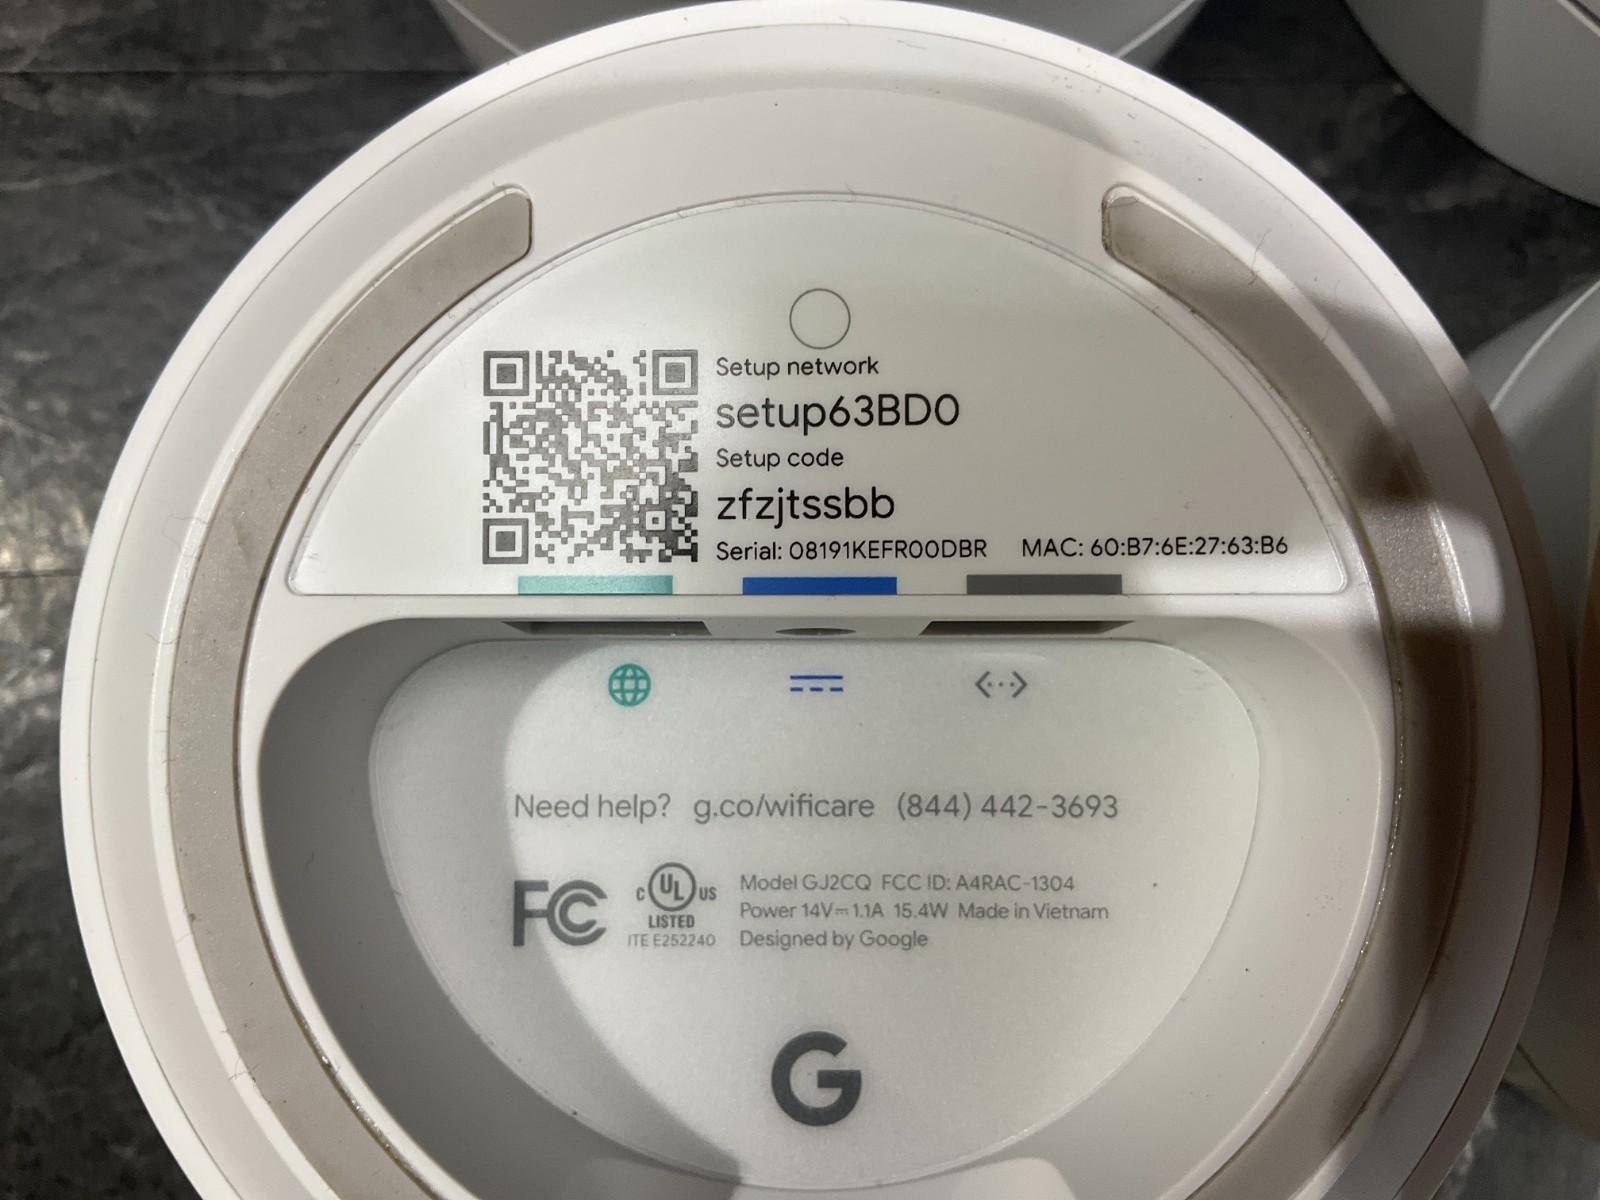 Setup network
setup63BD0
Setup code
zfzjtssbb
Serial: 08191KEFR00DBR MAC: 60:B7:6E:27:63:B6
Need help? g.co/wificare (844) 442-3693
FC
c UL us
LISTED
ITE E252240
Model GJ2CQ FCC ID: A4RAC-1304
Power 14V⎓1.1A 15.4W Made in Vietnam
Designed by Google
G